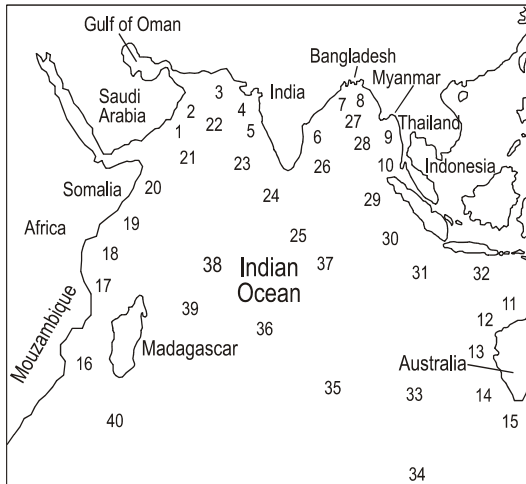 Gulf of Oman
Bangladesh
Myanmar
Saudi
Arabia
India
Thailand
Indonesia
Somalia
Africa
Mouzambique
Madagascar
Indian
Ocean
Australia
1
2
3
4
5
6
7
8
9
10
11
12
13
14
15
16
17
18
19
20
21
22
23
24
25
26
27
28
29
30
31
32
33
34
35
36
37
38
39
40